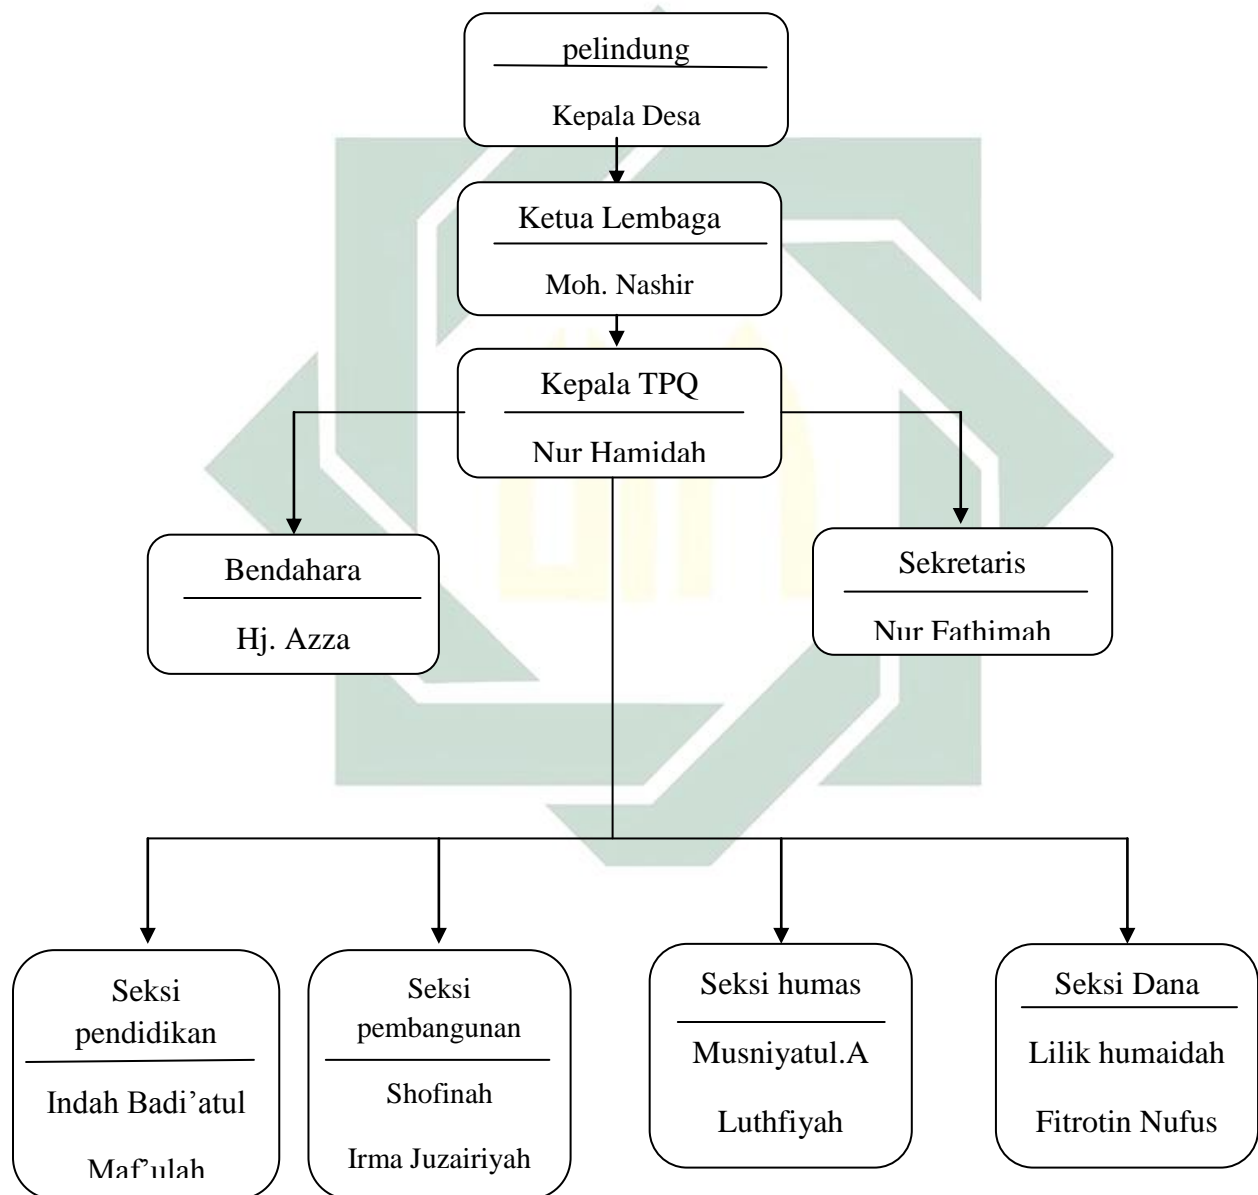 pelindung
Kepala Desa
Ketua Lembaga
Moh. Nashir
Kepala TPQ
Nur Hamidah
Bendahara
Hj. Azza
Sekretaris
Nur Fathimah
Seksi
pendidikan
Indah Badi’atul
Maf’ulah
Seksi
pembangunan
Shofinah
Irma Juzairiyah
Seksi humas
Musniyatul.A
Luthfiyah
Seksi Dana
Lilik humaidah
Fitrotin Nufus